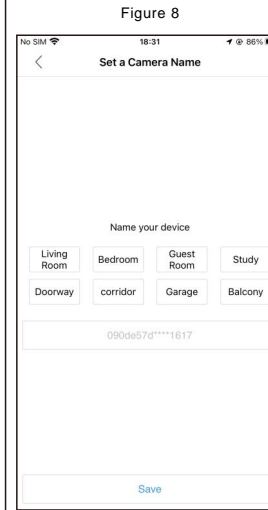 Figure 8
No SIM 18:31 86%
Set a Camera Name
Name your device
Living Room Bedroom Guest Room Study
Doorway corridor Garage Balcony
090de57d****1617
Save